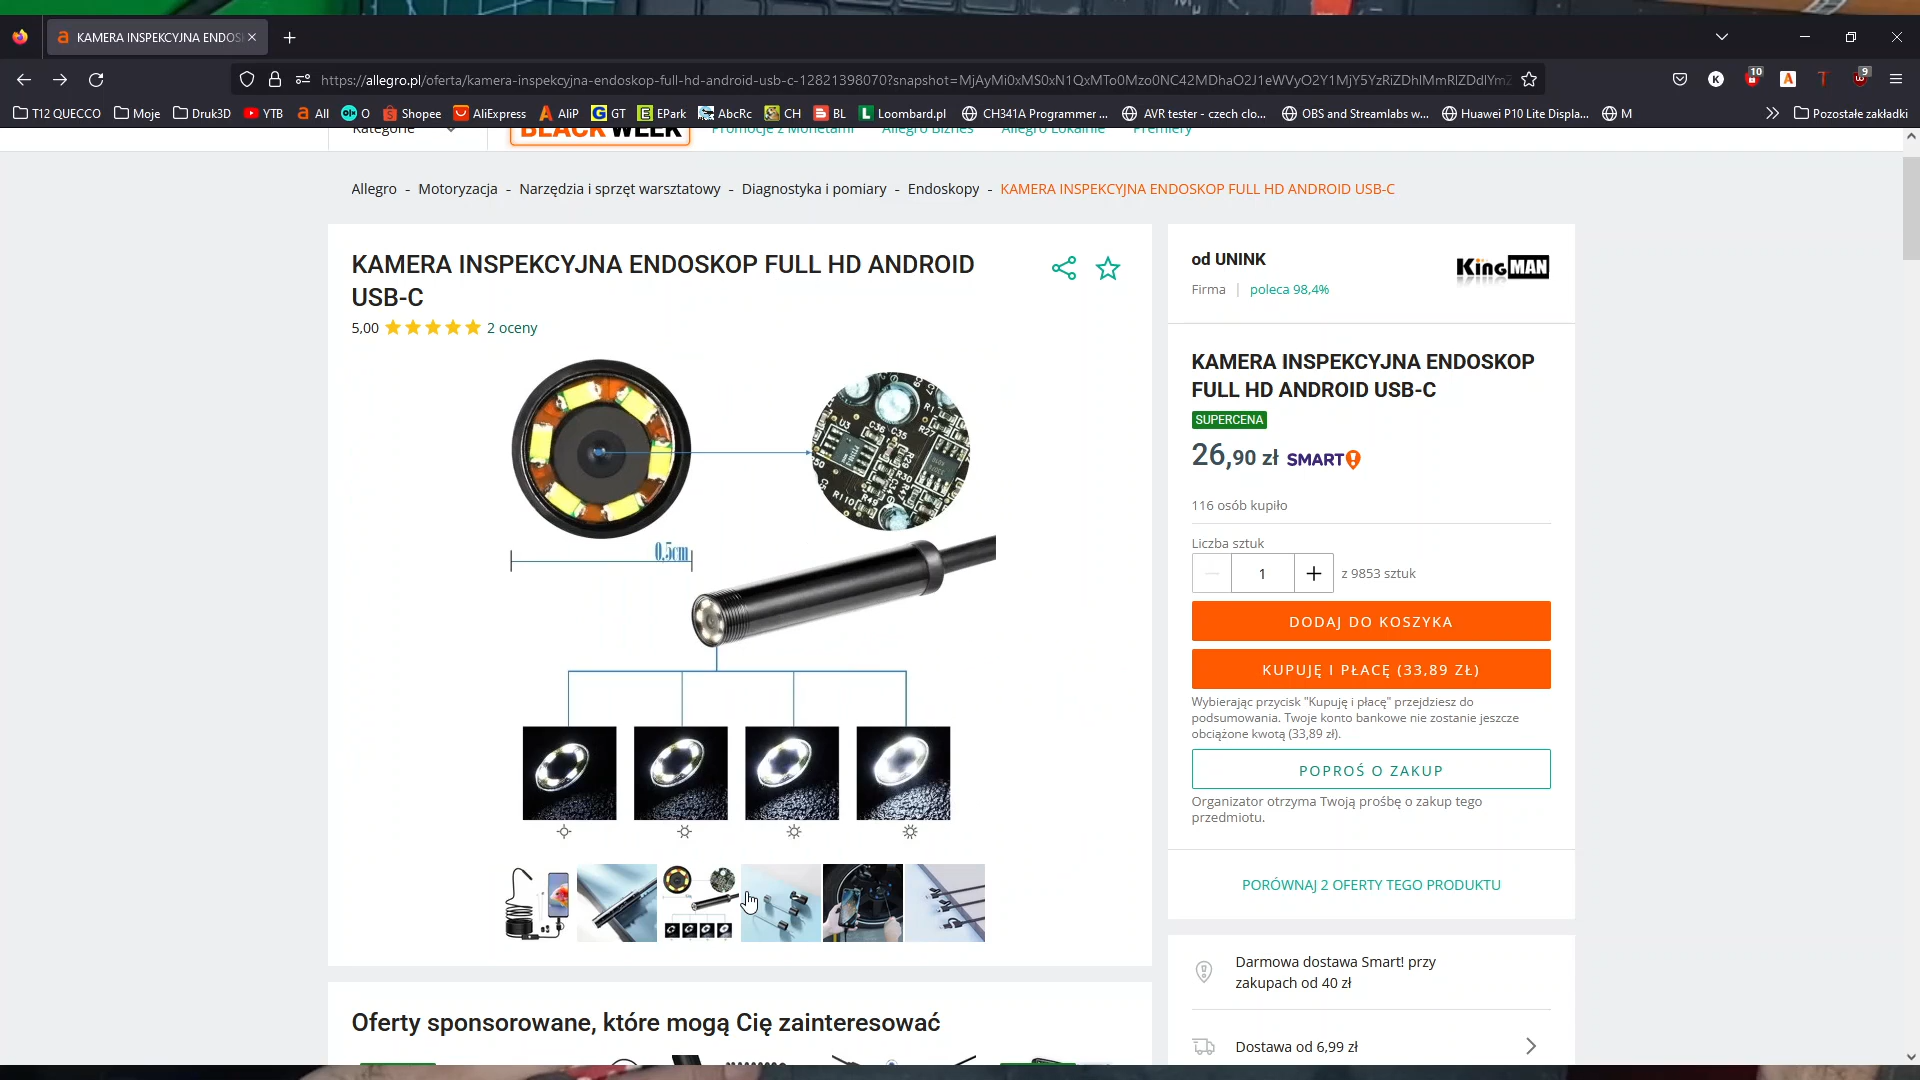 KAMERA INSPEKCYJNA ENDOS
https://allegro.pl/oferta/kamera-inspekcyjna-endoskop-full-hd-android-usb-c-12821398070?snapshot=MjAyMi0xMS0xN1QxMTo0Mzo0NC42MDhaO2J1eWVyO2Y1MjY5YzRiZDhlMmRlZDdlYm
10
9
T12 QUECCO
Moje
Druk3D
YTB
All
O
Shopee
AliExpress
AliP
GT
EPark
AbcRc
CH
BL
Loombard.pl
CH341A Programmer ...
AVR tester - czech clo...
OBS and Streamlabs w...
Huawei P10 Lite Displa...
M
Pozostałe zakładki
Kategorie
BLACK WEEK
Promocje z Monetami
Allegro Biznes
Allegro Lokalnie
Premiery
Allegro - Motoryzacja - Narzędzia i sprzęt warsztatowy - Diagnostyka i pomiary - Endoskopy - KAMERA INSPEKCYJNA ENDOSKOP FULL HD ANDROID USB-C
KAMERA INSPEKCYJNA ENDOSKOP FULL HD ANDROID
USB-C
5,00
2 oceny
0,5cm
od UNINK
Firma | poleca 98,4%
KingMAN
KAMERA INSPEKCYJNA ENDOSKOP
FULL HD ANDROID USB-C
SUPERCENA
26,90 zł SMART!
116 osób kupiło
Liczba sztuk
1
z 9853 sztuk
DODAJ DO KOSZYKA
KUPUJĘ I PŁACĘ (33,89 ZŁ)
Wybierając przycisk "Kupuję i płacę" przejdziesz do
podsumowania. Twoje konto bankowe nie zostanie jeszcze
obciążone kwotą (33,89 zł).
POPROŚ O ZAKUP
Organizator otrzyma Twoją prośbę o zakup tego
przedmiotu.
PORÓWNAJ 2 OFERTY TEGO PRODUKTU
Darmowa dostawa Smart! przy
zakupach od 40 zł
Dostawa od 6,99 zł
Oferty sponsorowane, które mogą Cię zainteresować